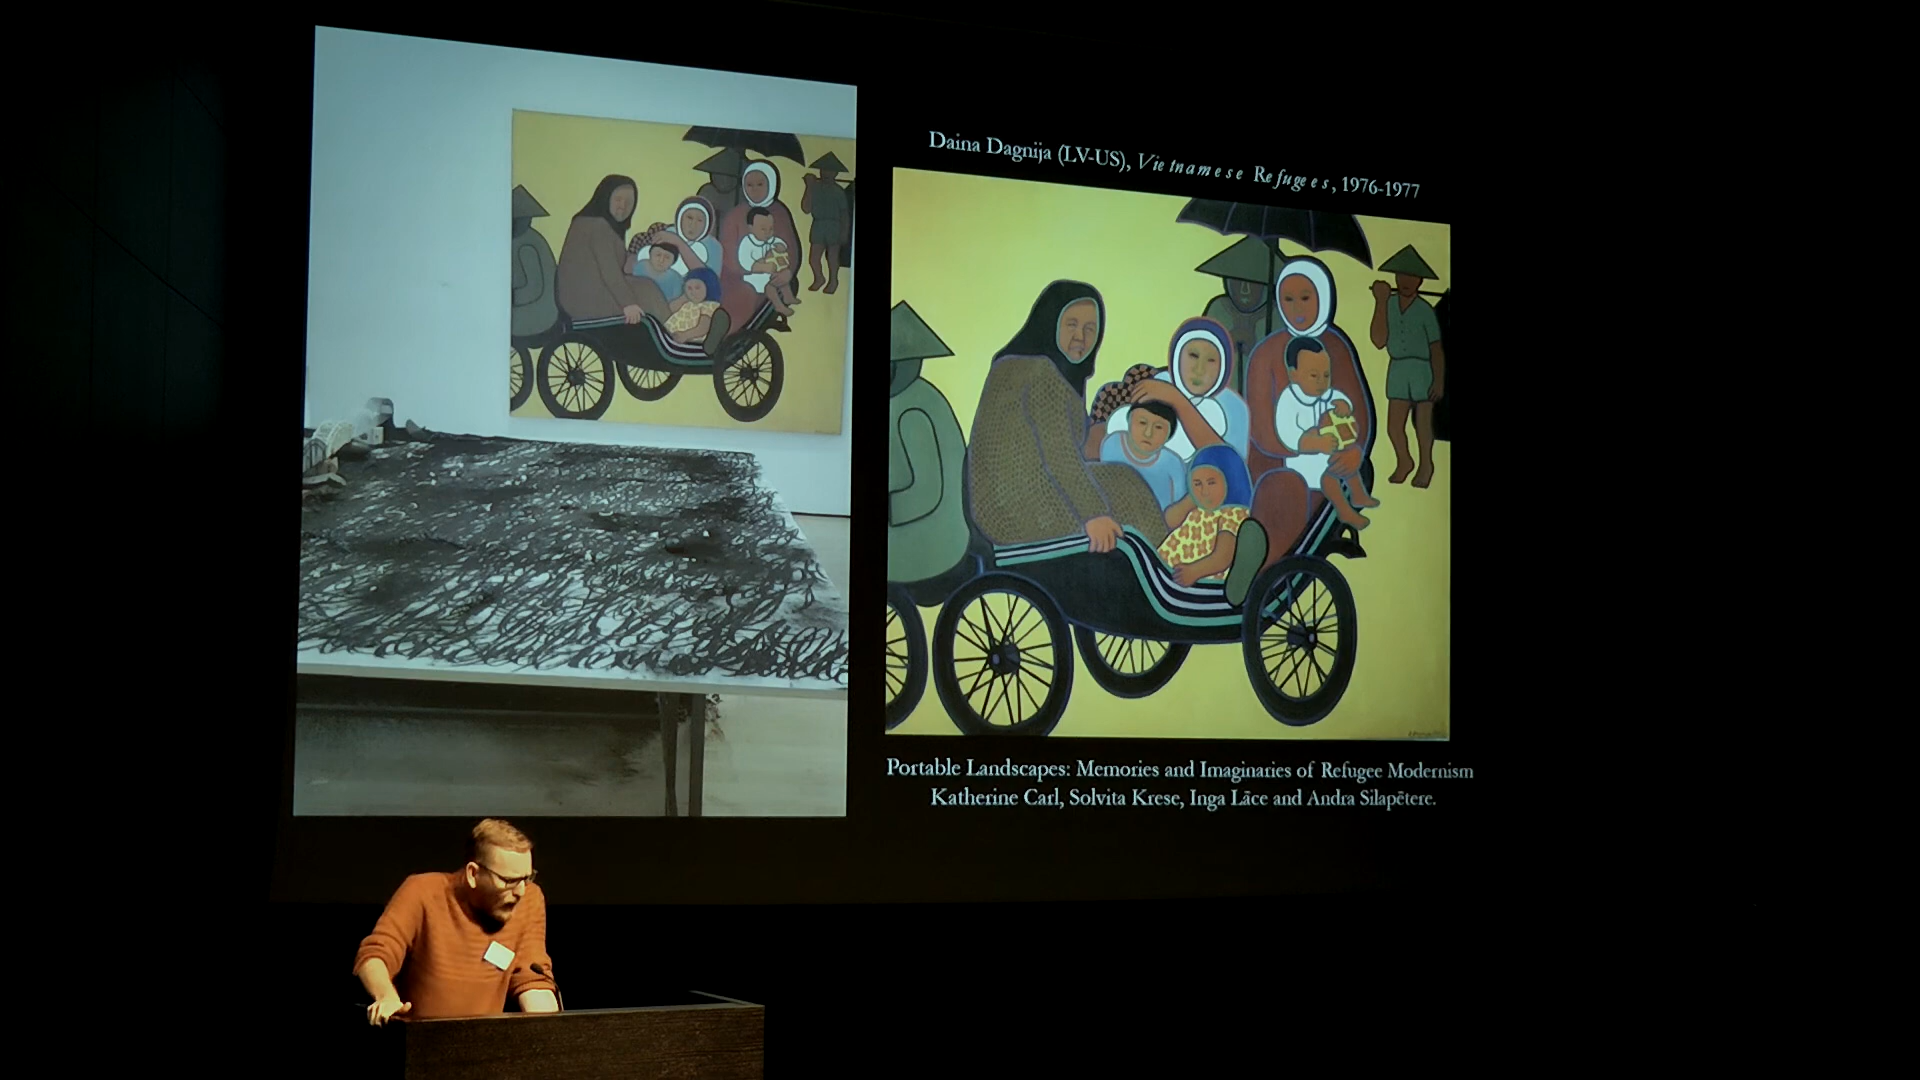 Daina Dagnija (LV-US), Vietnamese Refugees, 1976-1977
Portable Landscapes: Memories and Imaginaries of Refugee Modernism
Katherine Carl, Solvita Krese, Inga Lāce and Andra Silapētere.